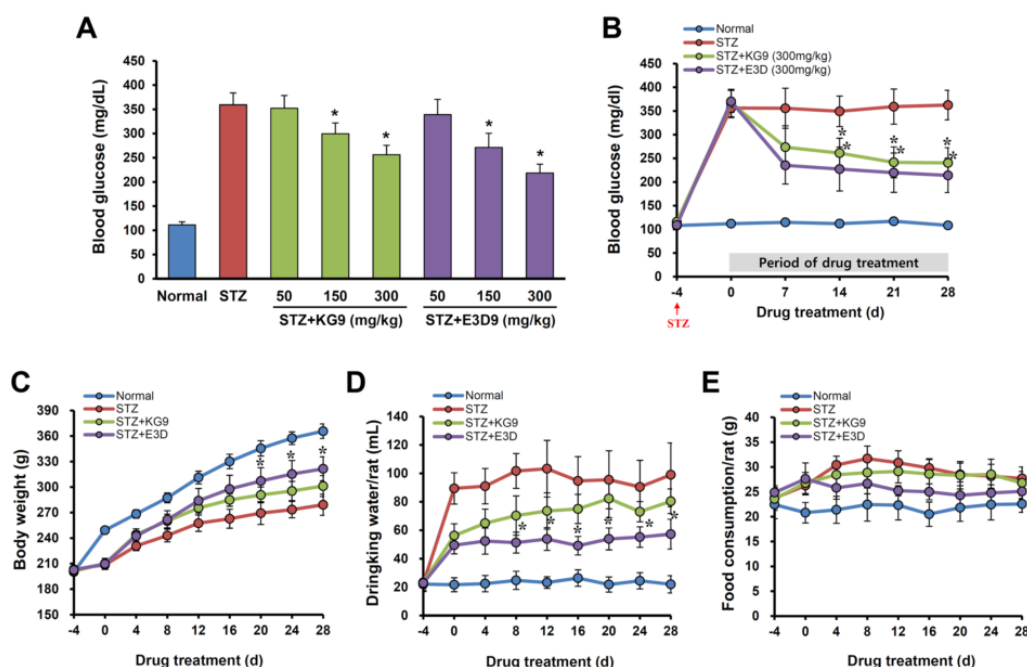 A
Blood glucose (mg/dL)
450
400
350
300
250
200
150
100
50
0
* * * *
Normal STZ 50 150 300 50 150 300
STZ+KG9 (mg/kg) STZ+E3D9 (mg/kg)
B
Normal
STZ
STZ+KG9 (300mg/kg)
STZ+E3D (300mg/kg)
Blood glucose (mg/dl)
450
400
350
300
250
200
150
100
50
0
* * *
* * *
Period of drug treatment
-4 0 7 14 21 28
STZ
Drug treatment (d)
C
Normal
STZ
STZ+KG9
STZ+E3D
Body weight (g)
390
360
330
300
270
240
210
180
150
* * *
-4 0 4 8 12 16 20 24 28
Drug treatment (d)
D
Normal
STZ
STZ+KG9
STZ+E3D
Dringking water/rat (mL)
140
120
100
80
60
40
20
0
* * * * * *
-4 0 4 8 12 16 20 24 28
Drug treatment (d)
E
Normal
STZ
STZ+KG9
STZ+E3D
Food consumption/rat (g)
40
35
30
25
20
15
10
5
0
-4 0 4 8 12 16 20 24 28
Drug treatment (d)